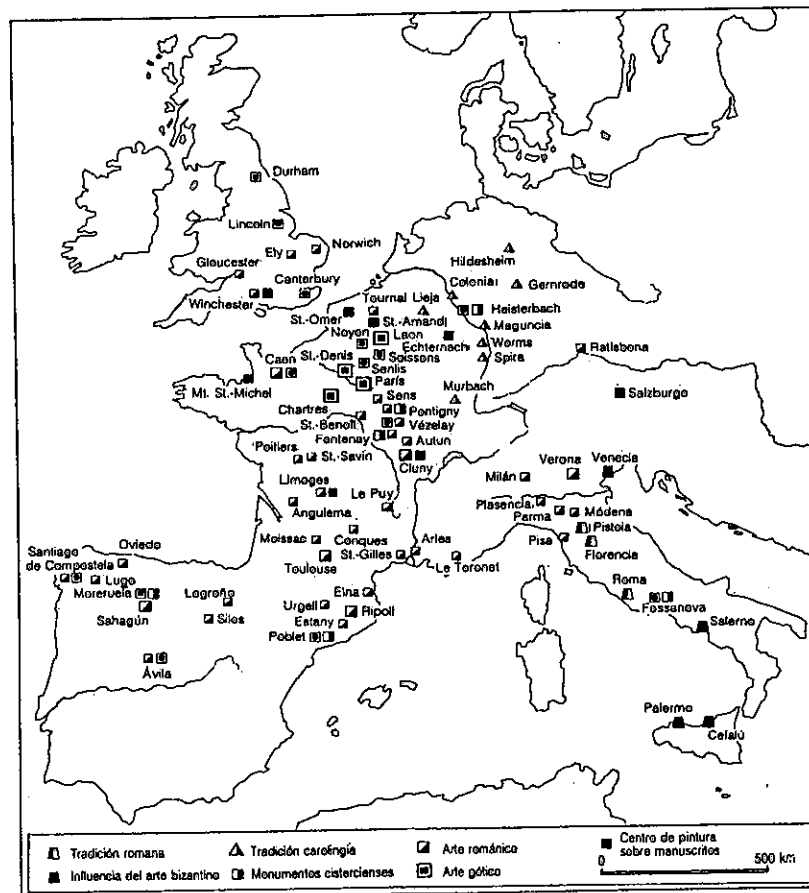 Durham
Lincoln
Ely
Norwich
Gloucester
Winchester
Canterbury
Hildesheim
Gernrode
Colonia
Tournai Lieja
Heisterbach
St.-Omer
St.-Amand
Maguncia
Noyon
Laon
Echternach
Worms
Spira
Ratisbona
St.-Denis
Soissons
Caen
Senlis
París
Murbach
Salzburgo
Mt. St.-Michel
Sens
Chartres
Pontigny
St.-Benoît
Vézelay
Fontenay
Autun
Poitiers
St.-Savín
Cluny
Milán
Verona
Venecia
Limoges
Le Puy
Angulema
Plasencia
Parma
Módena
Pistoia
Moissac
Conques
Arles
Pisa
Florencia
St.-Gilles
Le Toronet
Toulouse
Santiago
de Compostela
Oviedo
Lugo
Moreruela
Logroño
Sahagún
Silos
Elna
Urgell
Ripoll
Estany
Poblet
Ávila
Roma
Fossanova
Salerno
Palermo
Cefalú
Tradición romana
Tradición carolingia
Arte románico
Centro de pintura
sobre manuscritos
Influencia del arte bizantino
Monumentos cistercienses
Arte gótico
0 500 km